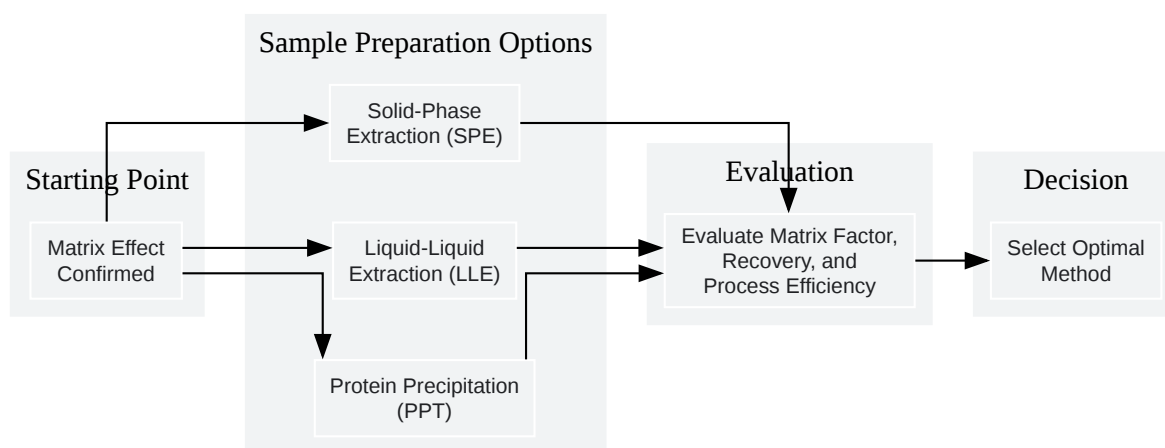 Sample Preparation Options
Solid-Phase
Extraction (SPE)
Starting Point
Evaluation
Decision
Matrix Effect
Confirmed
Liquid-Liquid
Extraction (LLE)
Evaluate Matrix Factor,
Recovery, and
Process Efficiency
Select Optimal
Method
Protein Precipitation
(PPT)